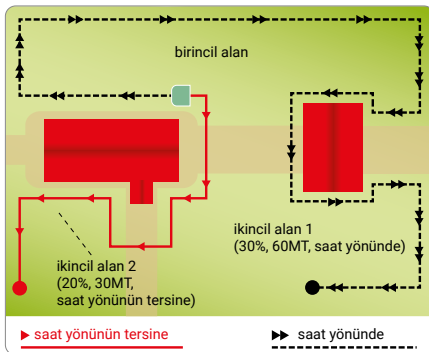 birincil alan
ikincil alan 1
(30%, 60MT, saat yönünde)
ikincil alan 2
(20%, 30MT,
saat yönünün tersine)
saat yönünün tersine
saat yönünde